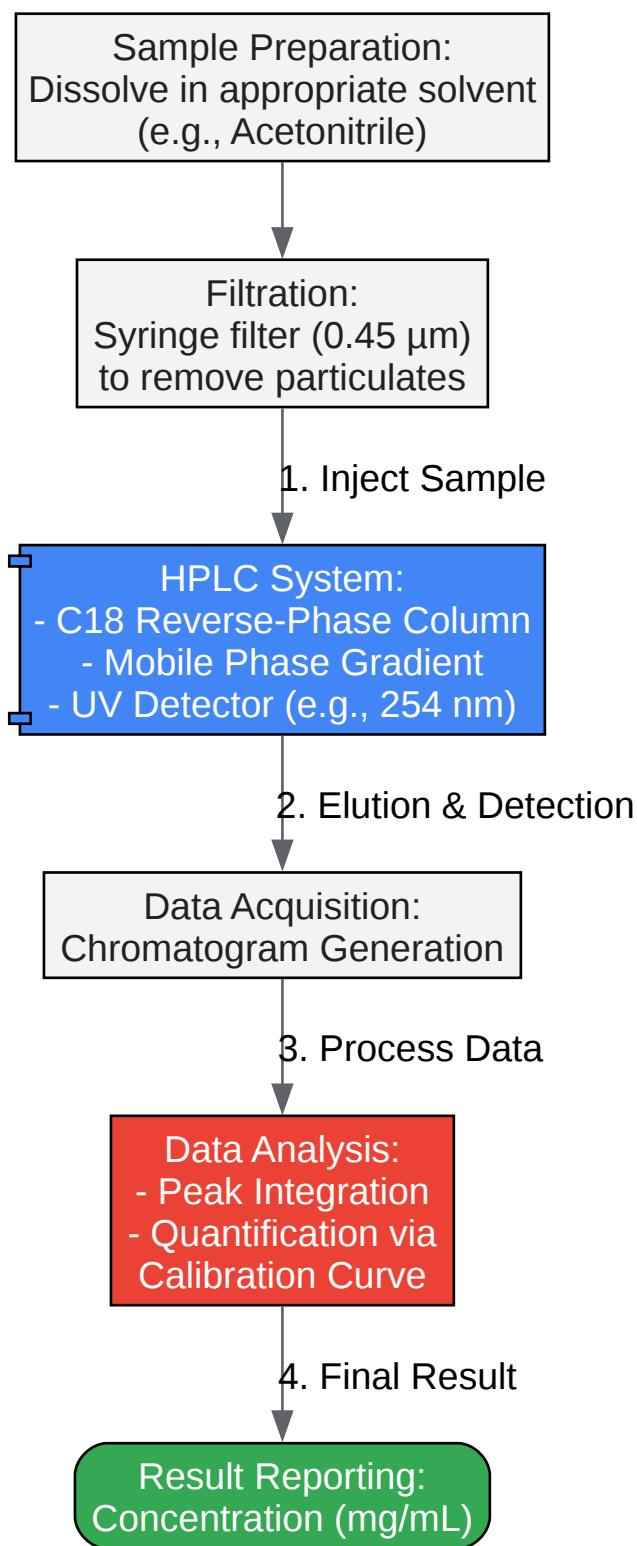 Sample Preparation:
Dissolve in appropriate solvent
(e.g., Acetonitrile)
Filtration:
Syringe filter (0.45 µm)
to remove particulates
1. Inject Sample
HPLC System:
- C18 Reverse-Phase Column
- Mobile Phase Gradient
- UV Detector (e.g., 254 nm)
2. Elution & Detection
Data Acquisition:
Chromatogram Generation
3. Process Data
Data Analysis:
- Peak Integration
- Quantification via
Calibration Curve
4. Final Result
Result Reporting:
Concentration (mg/mL)